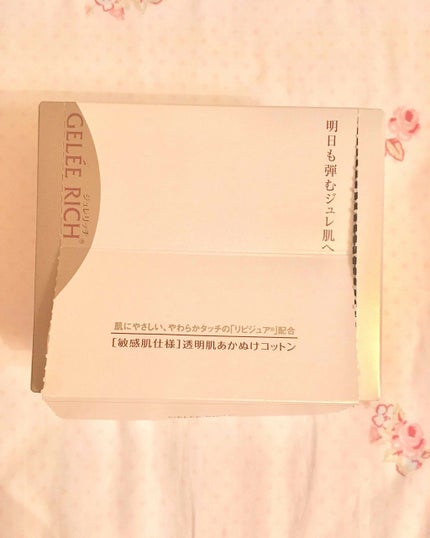 GELÉE RICH®
ジュレリッチ
明日も弾むジュレ肌へ
肌にやさしい、やわらかタッチの「リピジュア®」配合
[敏感肌仕様]透明肌あかぬけコットン